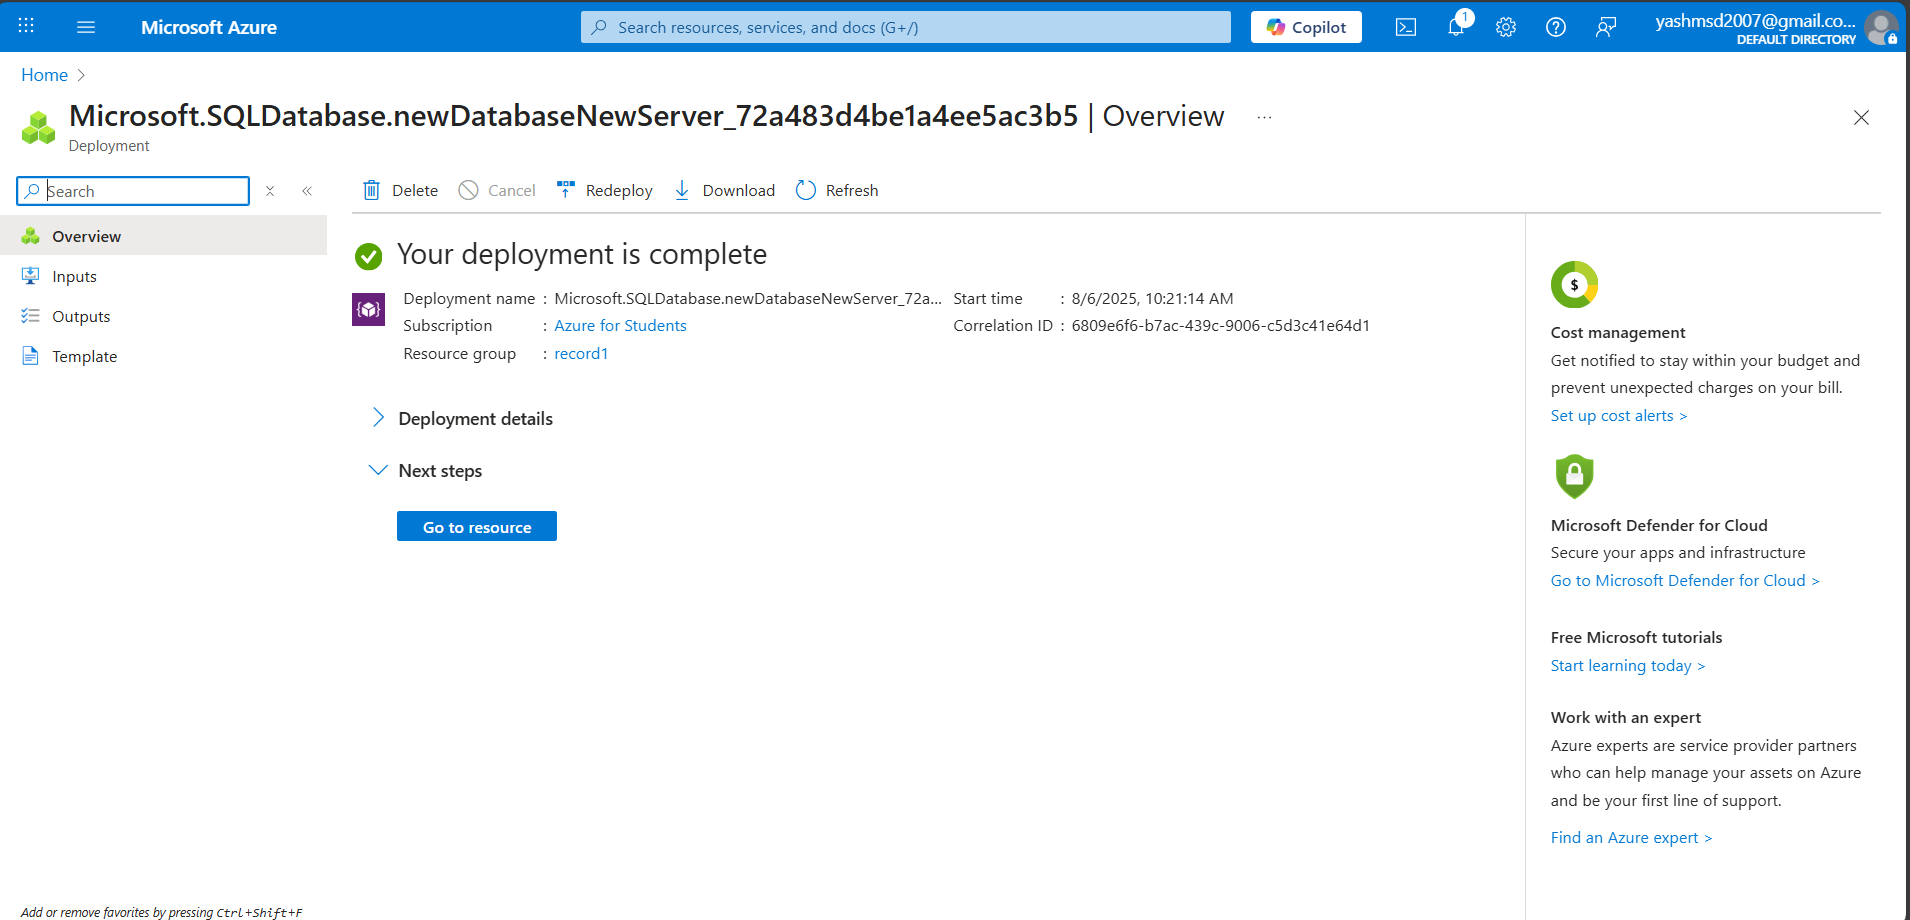 Microsoft Azure
Search resources, services, and docs (G+/)
Copilot
1
yashmsd2007@gmail.co...
DEFAULT DIRECTORY
Home
Microsoft.SQLDatabase.newDatabaseNewServer_72a483d4be1a4ee5ac3b5 | Overview ...
Deployment
Search
Delete
Cancel
Redeploy
Download
Refresh
Overview
Inputs
Outputs
Template
Your deployment is complete
Deployment name : Microsoft.SQLDatabase.newDatabaseNewServer_72a...
Subscription : Azure for Students
Resource group : record1
Start time : 8/6/2025, 10:21:14 AM
Correlation ID : 6809e6f6-b7ac-439c-9006-c5d3c41e64d1
Deployment details
Next steps
Go to resource
$
Cost management
Get notified to stay within your budget and
prevent unexpected charges on your bill.
Set up cost alerts >
Microsoft Defender for Cloud
Secure your apps and infrastructure
Go to Microsoft Defender for Cloud >
Free Microsoft tutorials
Start learning today >
Work with an expert
Azure experts are service provider partners
who can help manage your assets on Azure
and be your first line of support.
Find an Azure expert >
Add or remove favorites by pressing Ctrl+Shift+F